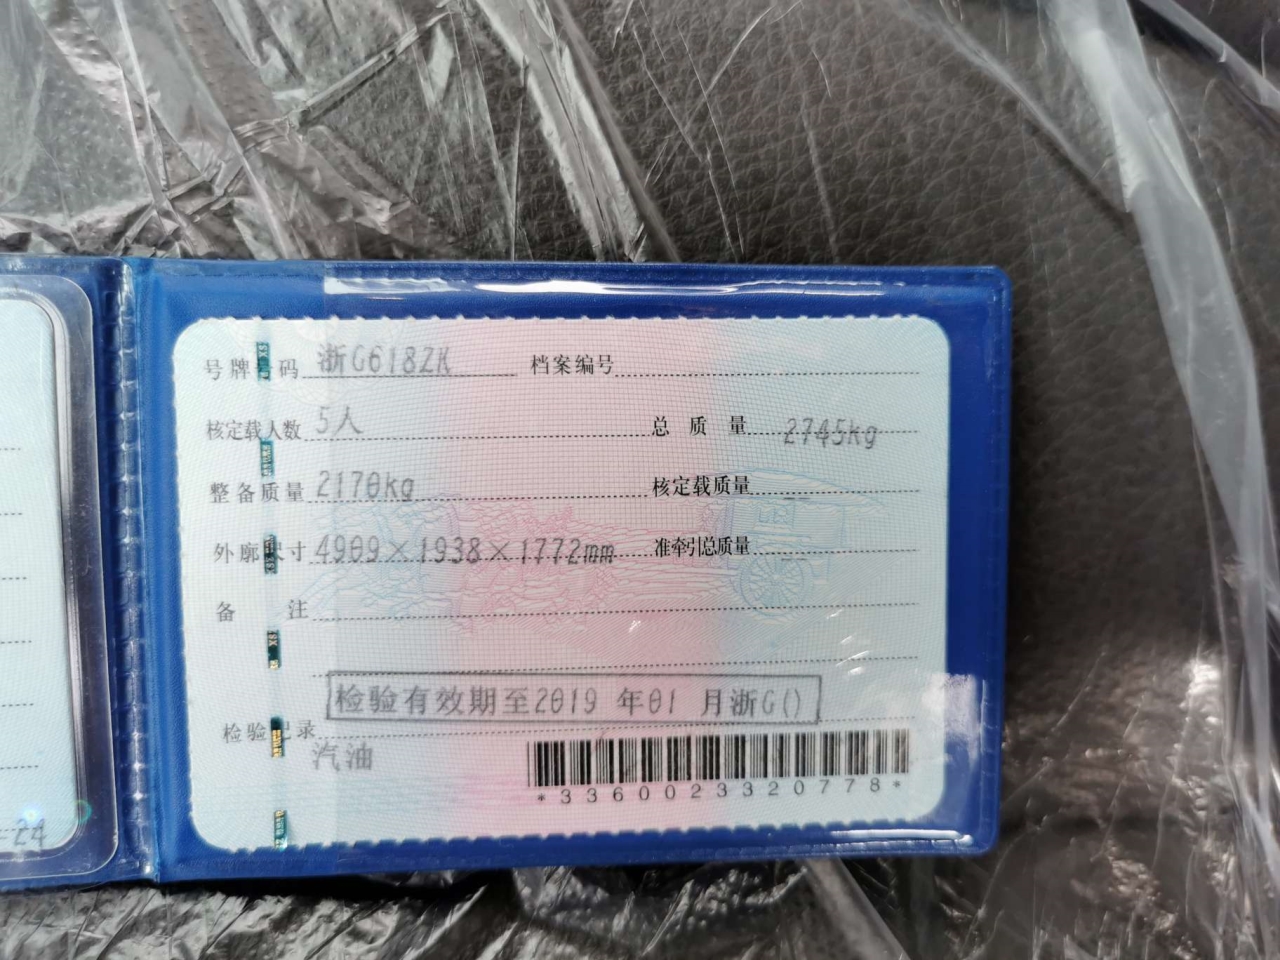 号牌号码 浙G618ZK 档案编号
核定载人数 5人 总质量 2745kg
整备质量 2170kg 核定载质量 --
外廓尺寸 4909×1938×1772mm 准牵引总质量
备注
检验有效期至2019 年01 月浙G()
检验记录
汽油
*3360023320778*
-24